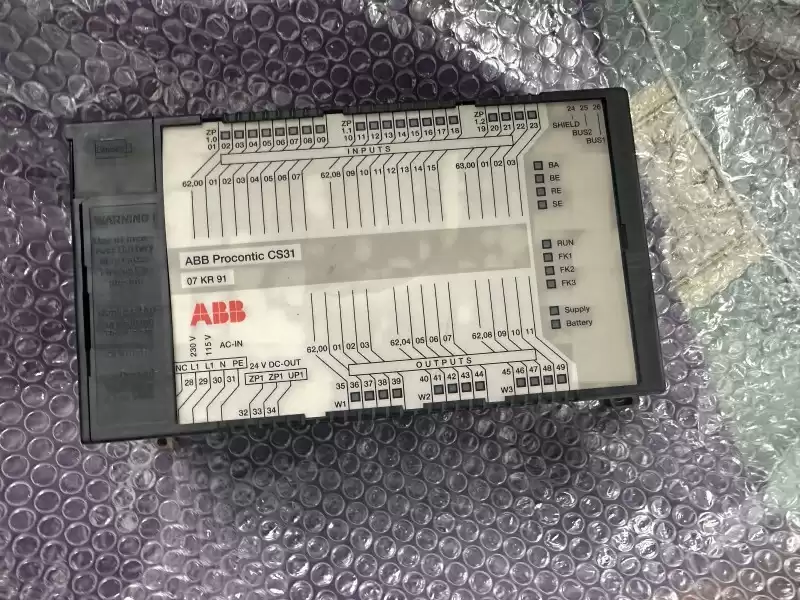 24 25 26
SHIELD
BUS2
BUS1
ZP 1.0 01 02 03 04 05 06 07 08 09
ZP 1.1 10 11 12 13 14 15 16 17 18
ZP 1.2 19 20 21 22 23
INPUTS
62,00 01 02 03 04 05 06 07
62,08 09 10 11 12 13 14 15
63,00 01 02 03
BA
BE
RE
SE
WARNING!
ABB Procontic CS31
07 KR 91
RUN
FK1
FK2
FK3
ABB
Supply
Battery
230 V
115 V
AC-IN
NC L1 L1 N PE
24 V DC-OUT
ZP1 ZP1 UP1
28 29 30 31
32 33 34
62,00 01 02 03
62,04 05 06 07
62,08 09 10 11
OUTPUTS
35 36 37 38 39
40 41 42 43 44
45 46 47 48 49
W1
W2
W3